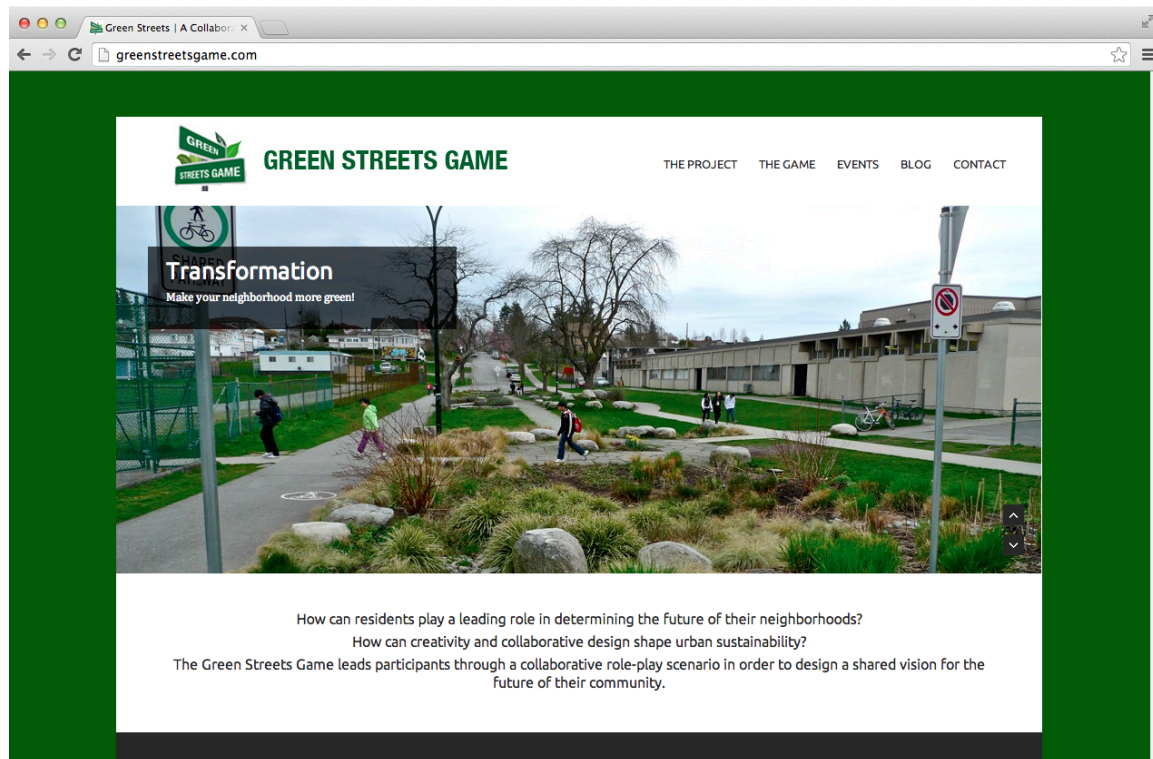 Green Streets | A Collabora
greenstreetsgame.com
GREEN
STREETS GAME
GREEN STREETS GAME
THE PROJECT THE GAME EVENTS BLOG CONTACT
SHARED
PATHWAY
Transformation
Make your neighborhood more green!
How can residents play a leading role in determining the future of their neighborhoods?
How can creativity and collaborative design shape urban sustainability?
The Green Streets Game leads participants through a collaborative role-play scenario in order to design a shared vision for the
future of their community.